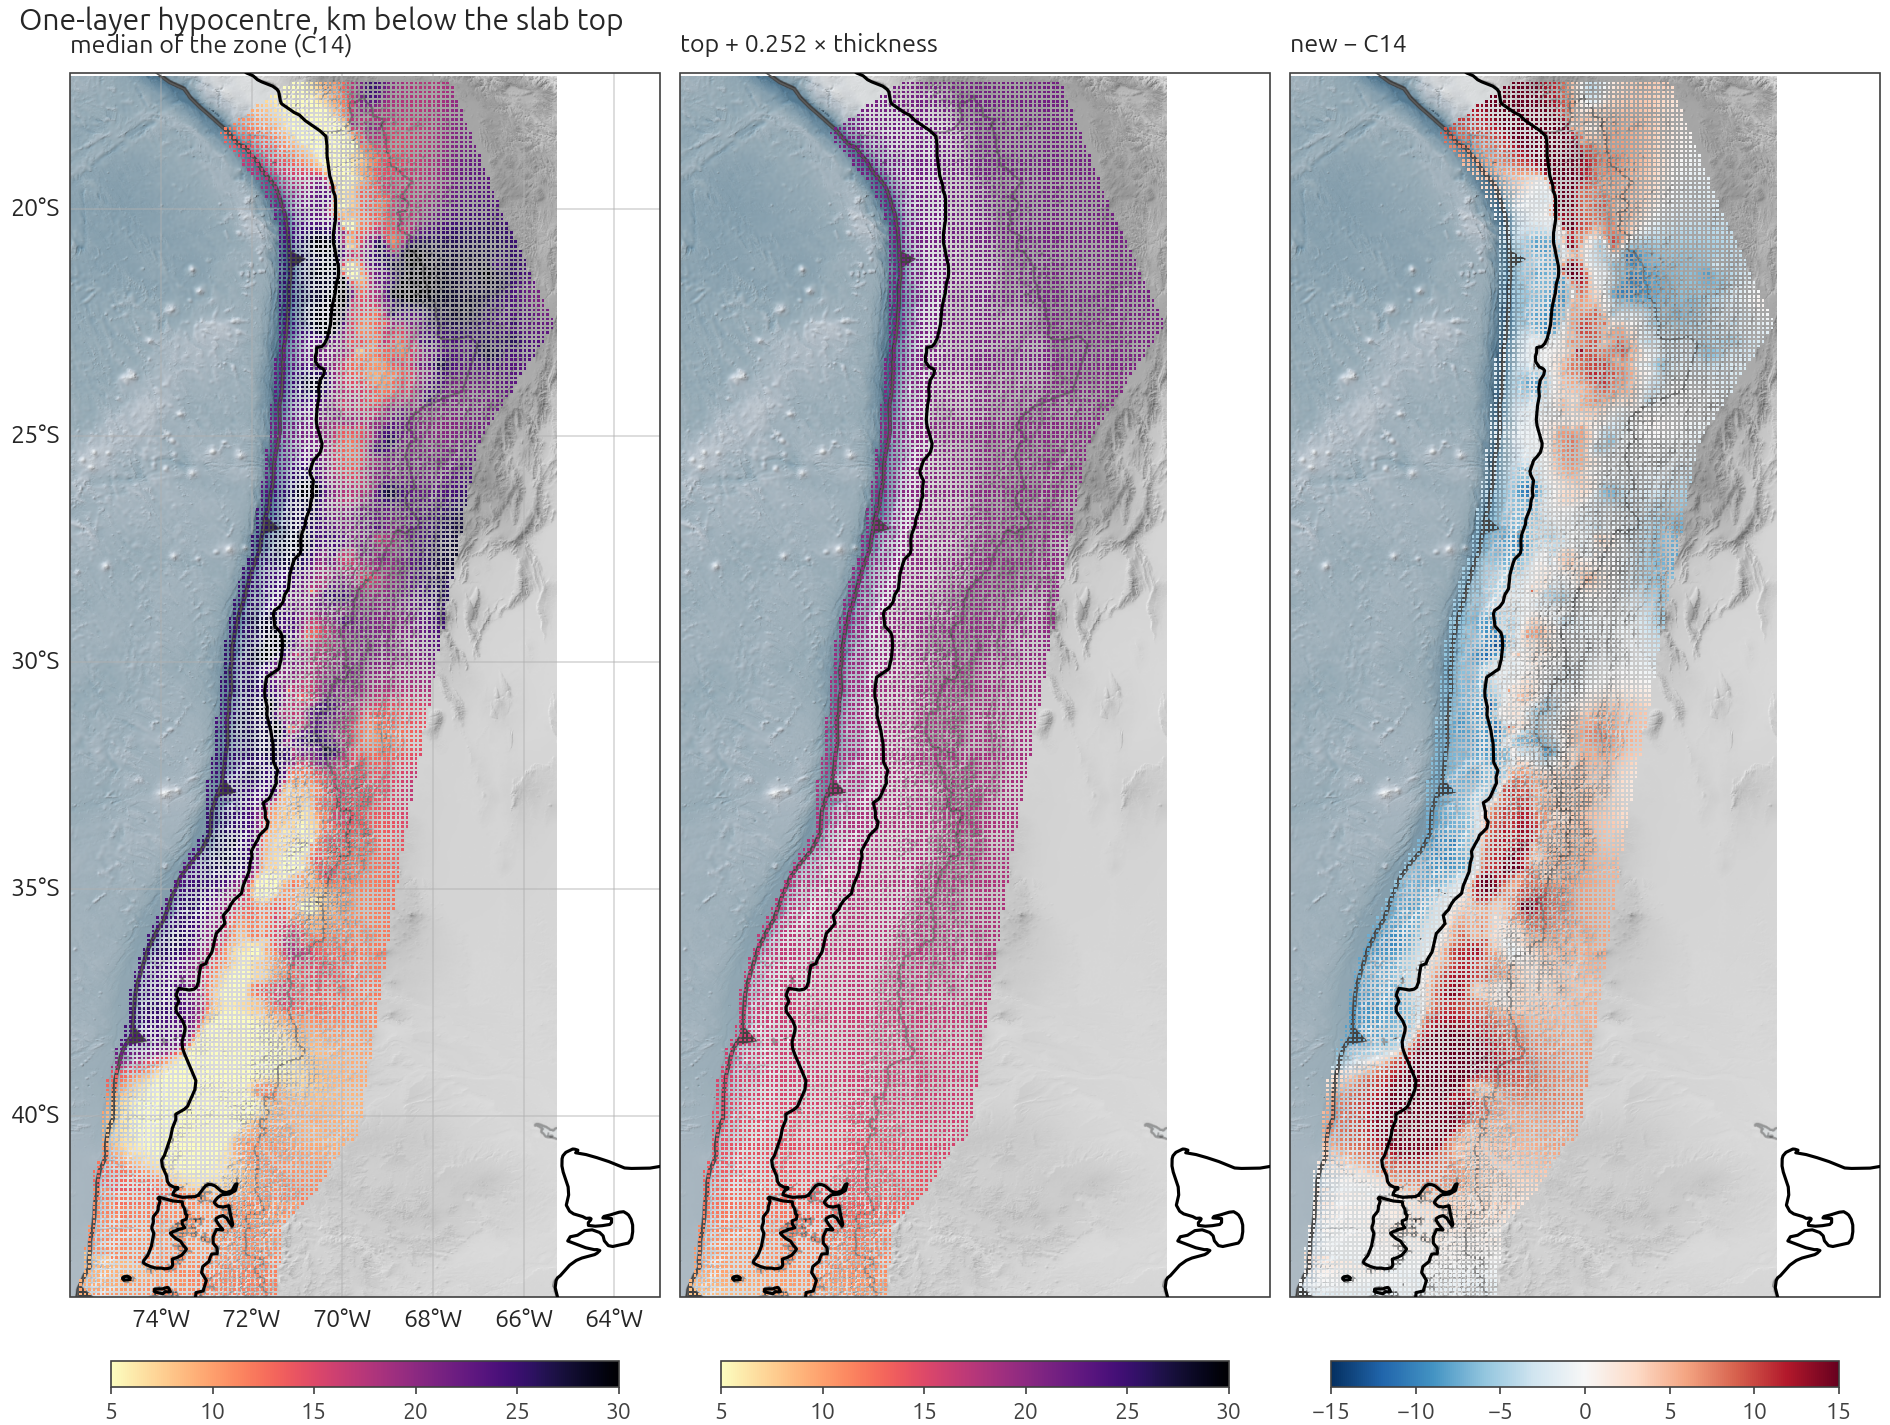 One-layer hypocentre, km below the slab top
median of the zone (C14)
top + 0.252 × thickness
new − C14
20°S
25°S
30°S
35°S
40°S
74°W 72°W 70°W 68°W 66°W 64°W
5 10 15 20 25 30
5 10 15 20 25 30
−15 −10 −5 0 5 10 15